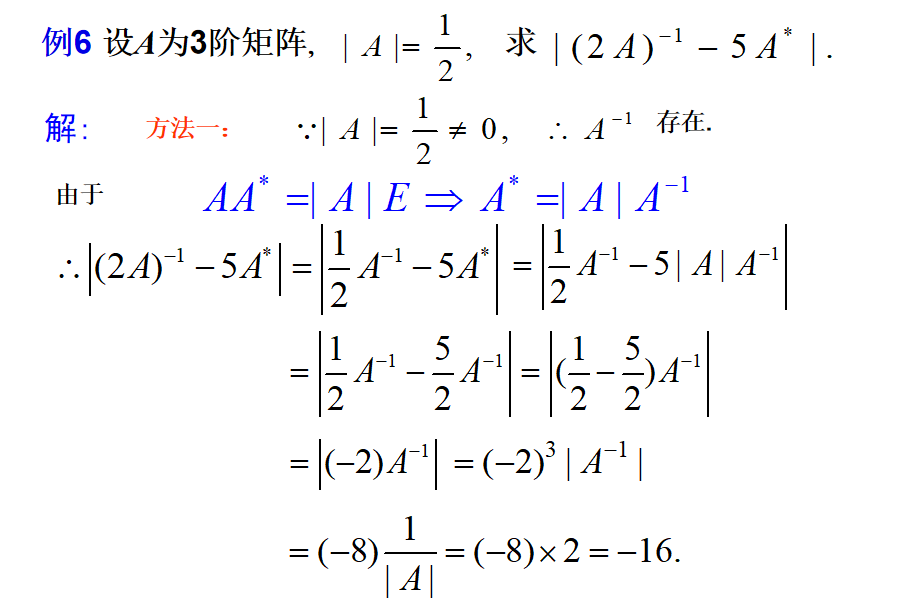 例6 设A为3阶矩阵, | A |= 1/2, 求 | (2 A)⁻¹ − 5 A* | .
解: 方法一: ∵| A |= 1/2 ≠ 0, ∴ A⁻¹ 存在.
由于 AA* =| A | E ⇒ A* =| A | A⁻¹
∴ |(2A)⁻¹ − 5A*| = |1/2 A⁻¹ − 5A*| = |1/2 A⁻¹ − 5 | A | A⁻¹|
= |1/2 A⁻¹ − 5/2 A⁻¹| = |(1/2 − 5/2)A⁻¹|
= |(−2)A⁻¹| = (−2)³ | A⁻¹ |
= (−8) 1/| A | = (−8) × 2 = −16.